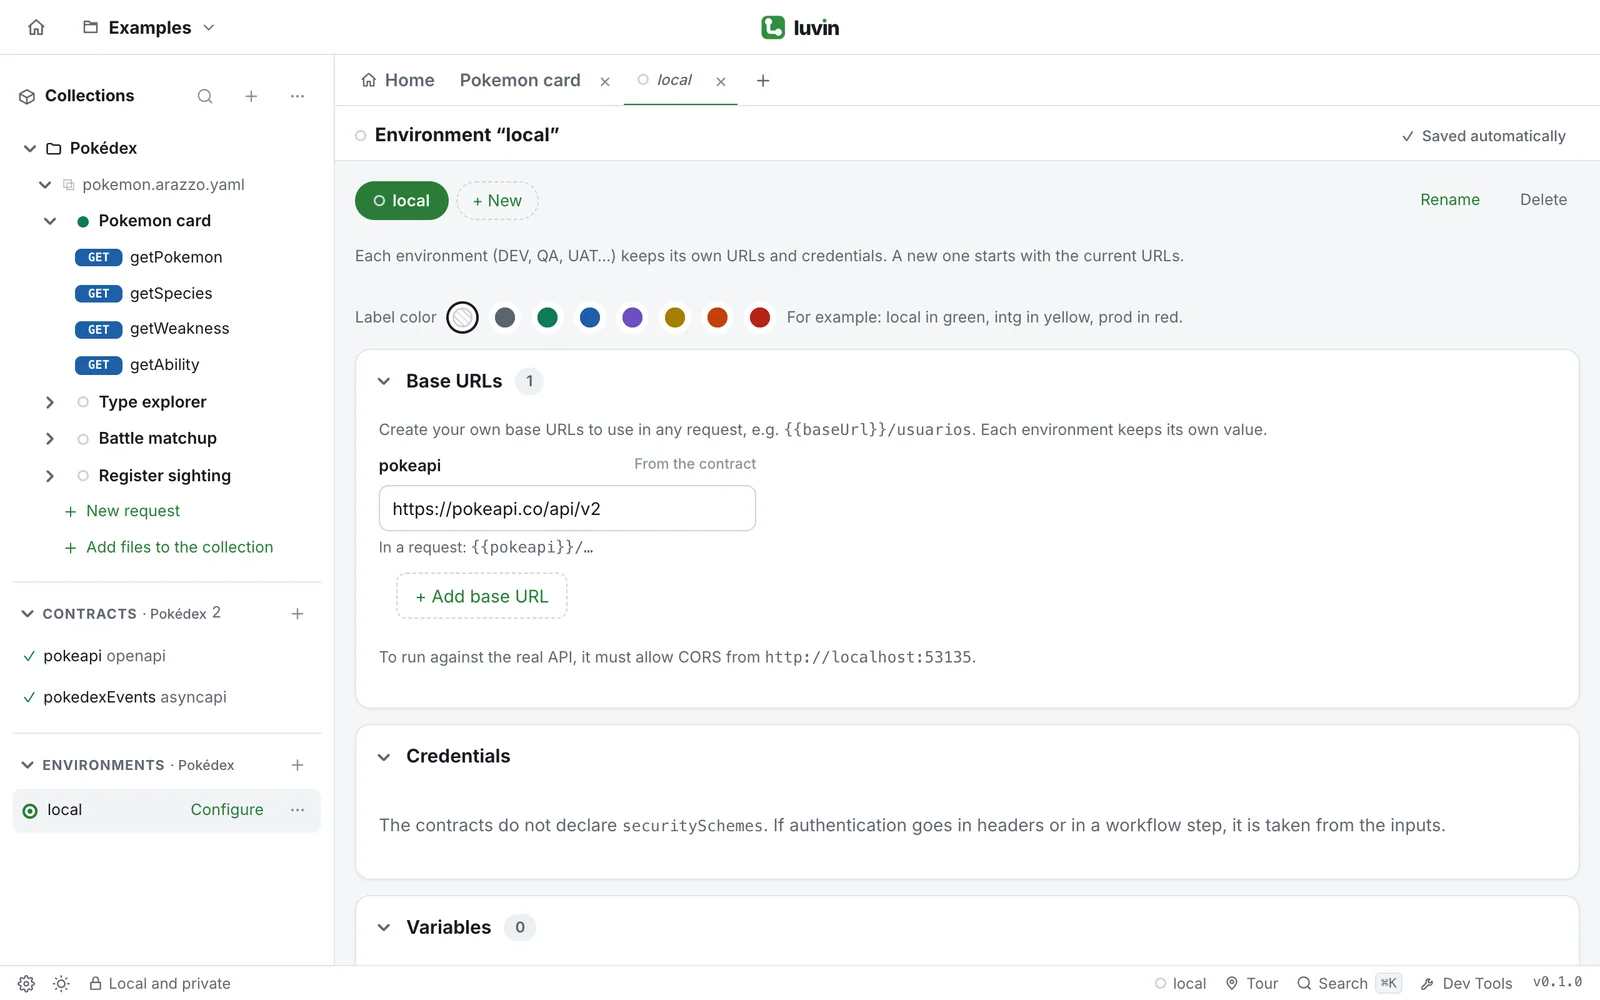 Examples
luvin
Collections
Pokédex
pokemon.arazzo.yaml
Pokemon card
GET getPokemon
GET getSpecies
GET getWeakness
GET getAbility
Type explorer
Battle matchup
Register sighting
+ New request
+ Add files to the collection
CONTRACTS · Pokédex 2
pokeapi openapi
pokedexEvents asyncapi
ENVIRONMENTS · Pokédex
local Configure ...
Home Pokemon card × local × +
Environment “local” ✓ Saved automatically
local + New Rename Delete
Each environment (DEV, QA, UAT...) keeps its own URLs and credentials. A new one starts with the current URLs.
Label color For example: local in green, intg in yellow, prod in red.
Base URLs 1
Create your own base URLs to use in any request, e.g. {{baseUrl}}/usuarios. Each environment keeps its own value.
pokeapi From the contract
https://pokeapi.co/api/v2
In a request: {{pokeapi}}/…
+ Add base URL
To run against the real API, it must allow CORS from http://localhost:53135.
Credentials
The contracts do not declare securitySchemes. If authentication goes in headers or in a workflow step, it is taken from the inputs.
Variables 0
Local and private local Tour Search ⌘K Dev Tools v0.1.0